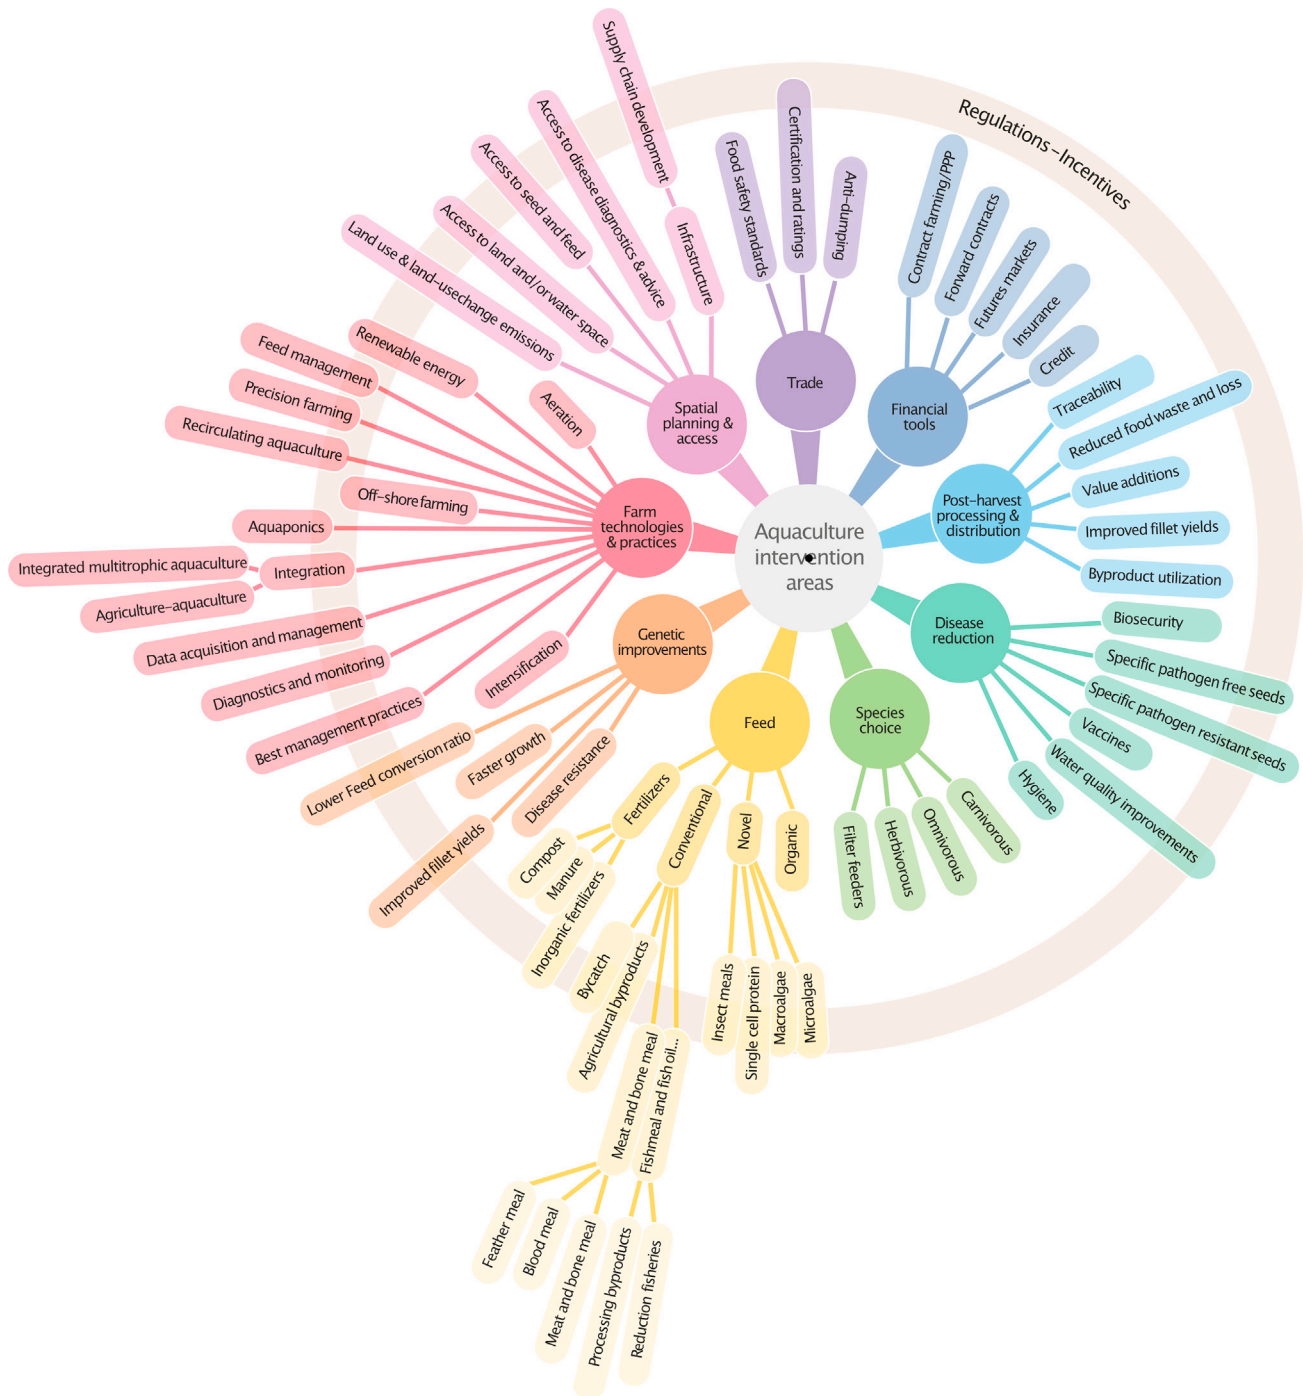 Regulations – Incentives
Aquaculture
intervention
areas
Trade
Food safety standards
Certification and ratings
Anti-dumping
Financial
tools
Contract farming/PPP
Forward contracts
Futures markets
Insurance
Credit
Post-harvest
processing &
distribution
Traceability
Reduced food waste and loss
Value additions
Improved fillet yields
Byproduct utilization
Disease
reduction
Biosecurity
Specific pathogen free seeds
Specific pathogen resistant seeds
Vaccines
Water quality improvements
Hygiene
Species
choice
Carnivorous
Omnivorous
Herbivorous
Filter feeders
Feed
Organic
Novel
Microalgae
Macroalgae
Single cell protein
Insect meals
Conventional
Fishmeal and fish oil...
Reduction fisheries
Processing byproducts
Meat and bone meal
Meat and bone meal
Blood meal
Feather meal
Agricultural byproducts
Bycatch
Fertilizers
Inorganic fertilizers
Manure
Compost
Genetic
improvements
Disease resistance
Improved fillet yields
Faster growth
Lower Feed conversion ratio
Farm
technologies
& practices
Intensification
Best management practices
Diagnostics and monitoring
Data acquisition and management
Integration
Agriculture-aquaculture
Integrated multitrophic aquaculture
Aquaponics
Off-shore farming
Recirculating aquaculture
Precision farming
Feed management
Renewable energy
Aeration
Spatial
planning &
access
Land use & land-usechange emissions
Access to land and/orwater space
Access to seed and feed
Access to disease diagnostics & advice
Infrastructure
Supply chain development